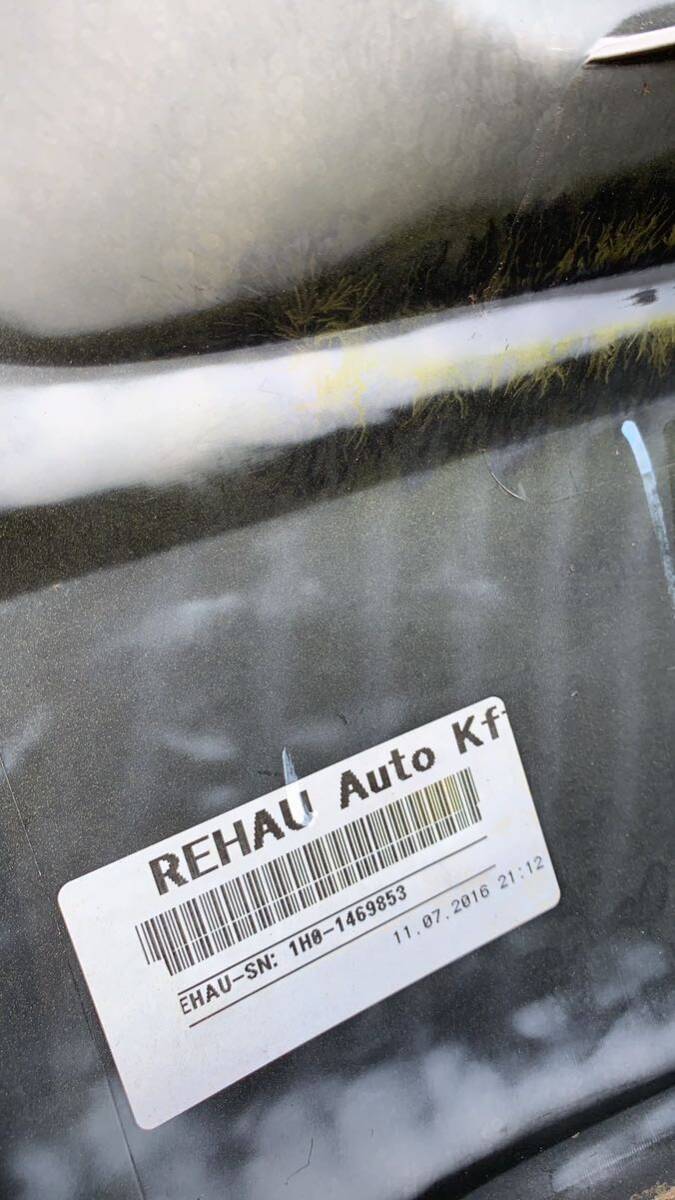 REHAU Auto Kf
EHAU-SN: 1H0-1469853
11.07.2016 21:12